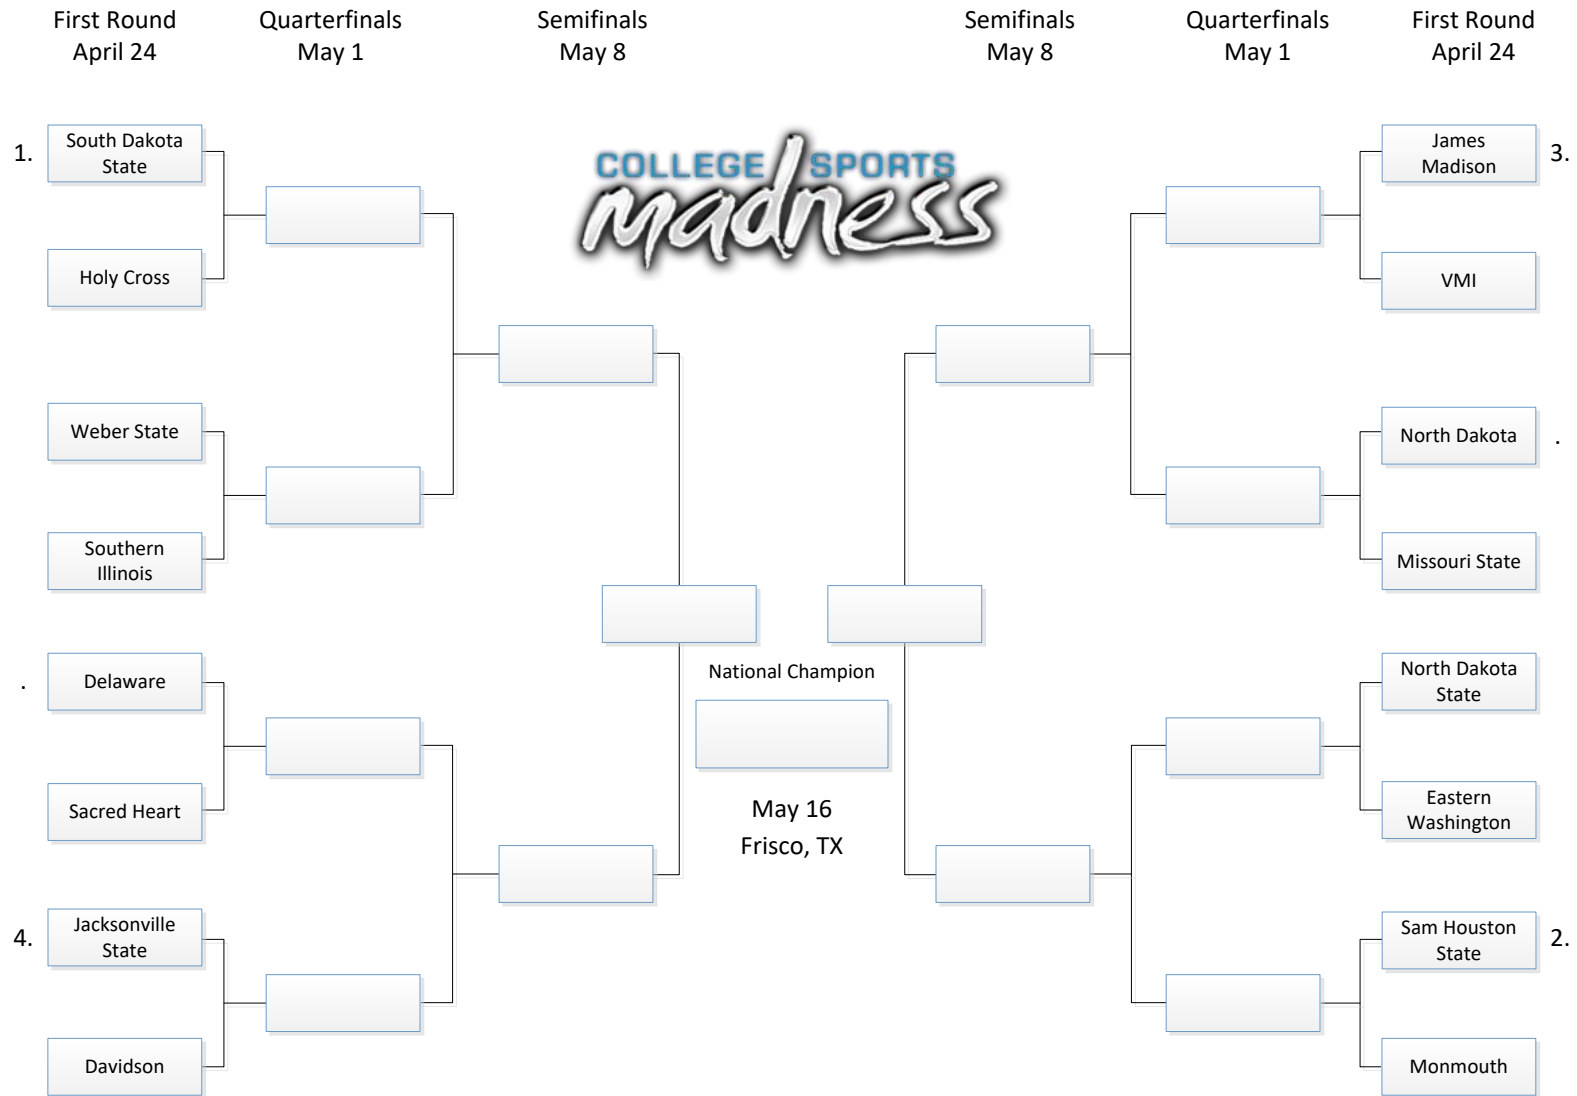 First Round
April 24
Quarterfinals
May 1
Semifinals
May 8
Semifinals
May 8
Quarterfinals
May 1
First Round
April 24
COLLEGE SPORTS
madness
1.
South Dakota
State
Holy Cross
Weber State
Southern
Illinois
.
Delaware
Sacred Heart
4.
Jacksonville
State
Davidson
National Champion
May 16
Frisco, TX
James
Madison
3.
VMI
North Dakota
.
Missouri State
North Dakota
State
Eastern
Washington
Sam Houston
State
2.
Monmouth